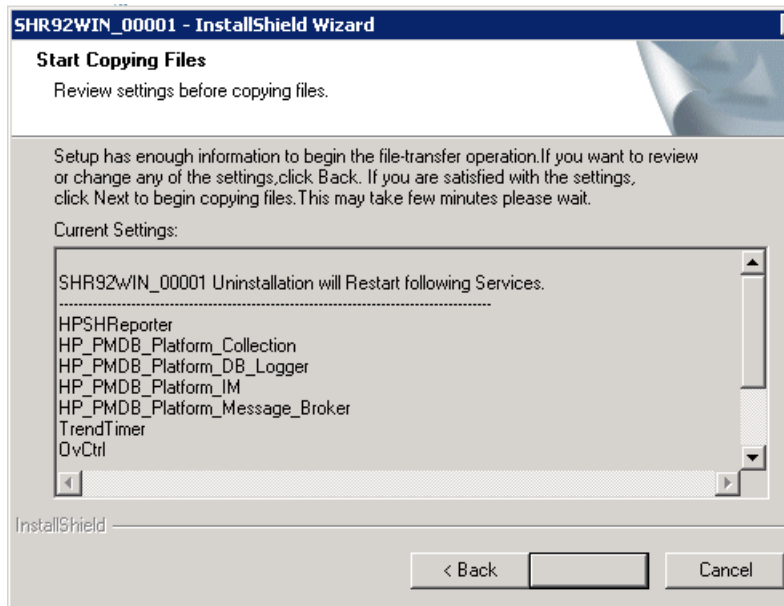 SHR92WIN_00001 - InstallShield Wizard
Start Copying Files
Review settings before copying files.
Setup has enough information to begin the file-transfer operation.If you want to review
or change any of the settings,click Back. If you are satisfied with the settings,
click Next to begin copying files.This may take few minutes please wait.
Current Settings:
SHR92WIN_00001 Uninstallation will Restart following Services.
--------------------------------------------------------------------------------------
HPSHReporter
HP_PMDB_Platform_Collection
HP_PMDB_Platform_DB_Logger
HP_PMDB_Platform_IM
HP_PMDB_Platform_Message_Broker
TrendTimer
OvCtrl
InstallShield
< Back
Cancel